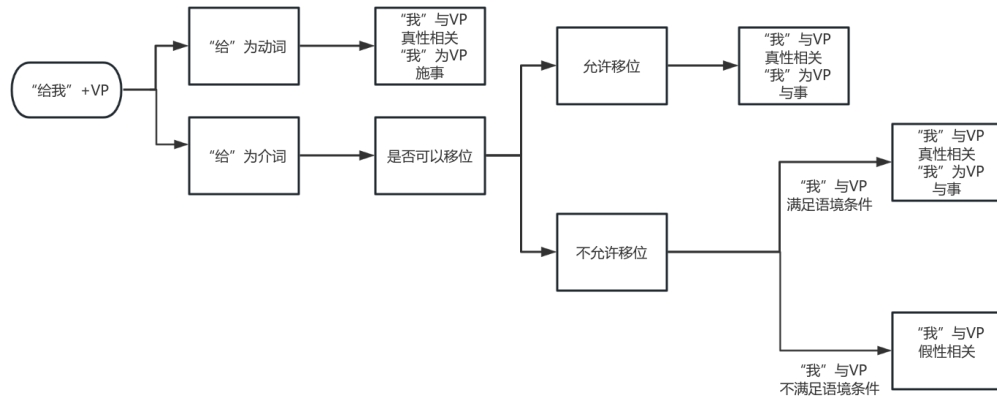 “给我”+VP
“给”为动词
“我”与VP
真性相关
“我”为VP
施事
“给”为介词
是否可以移位
允许移位
“我”与VP
真性相关
“我”为VP
与事
不允许移位
“我”与VP
满足语境条件
“我”与VP
真性相关
“我”为VP
与事
“我”与VP
不满足语境条件
“我”与VP
假性相关